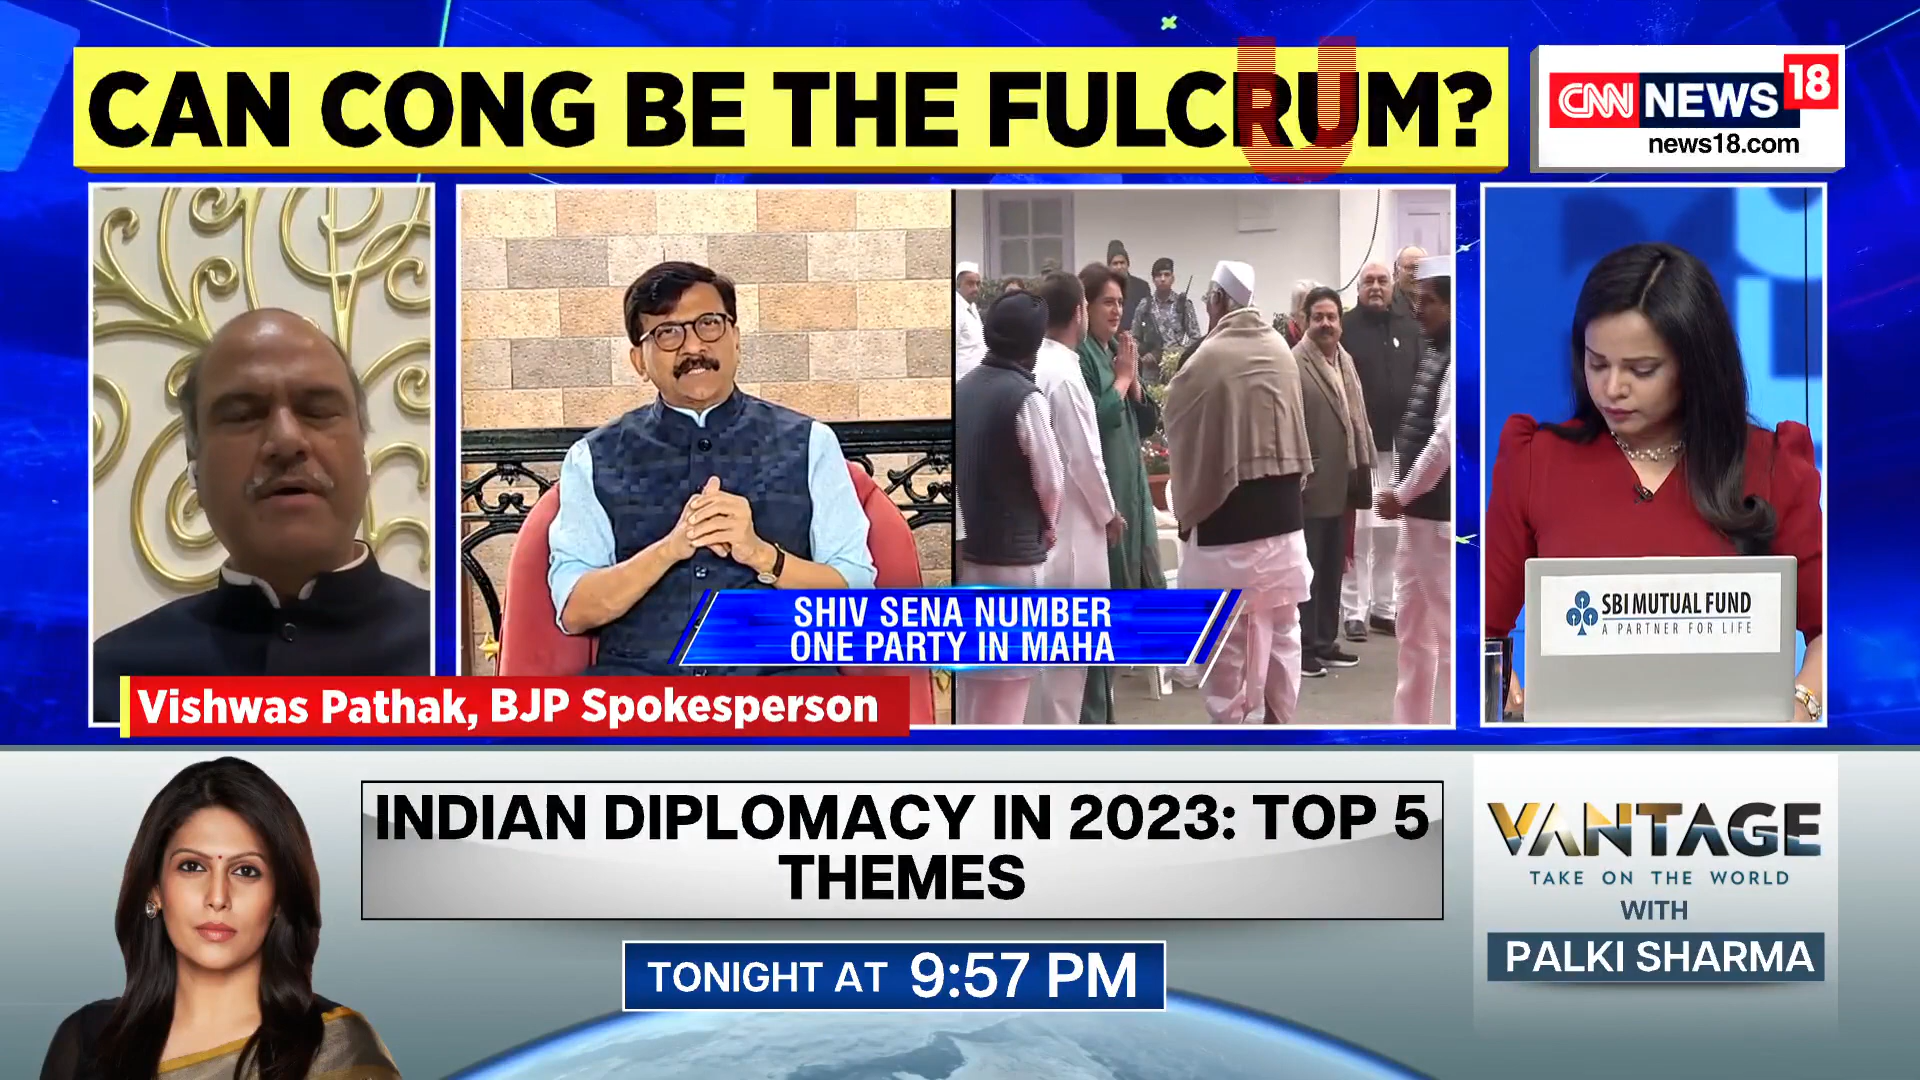 CAN CONG BE THE FULCRUM?
CNN NEWS 18
news18.com
SHIV SENA NUMBER
ONE PARTY IN MAHA
SBI MUTUAL FUND
A PARTNER FOR LIFE
Vishwas Pathak, BJP Spokesperson
INDIAN DIPLOMACY IN 2023: TOP 5
THEMES
TONIGHT AT 9:57 PM
VANTAGE
TAKE ON THE WORLD
WITH
PALKI SHARMA